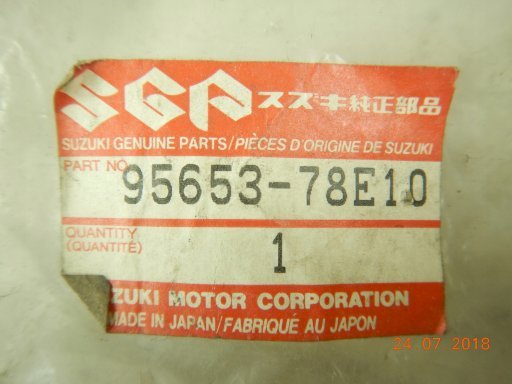 SGP スズキ純正部品
SUZUKI GENUINE PARTS/PIÈCES D'ORIGINE DE SUZUKI
PART NO.
95653-78E10
QUANTITY
(QUANTITÉ)
1
ZUKI MOTOR CORPORATION
MADE IN JAPAN/FABRIQUÉ AU JAPON
24 07 2018